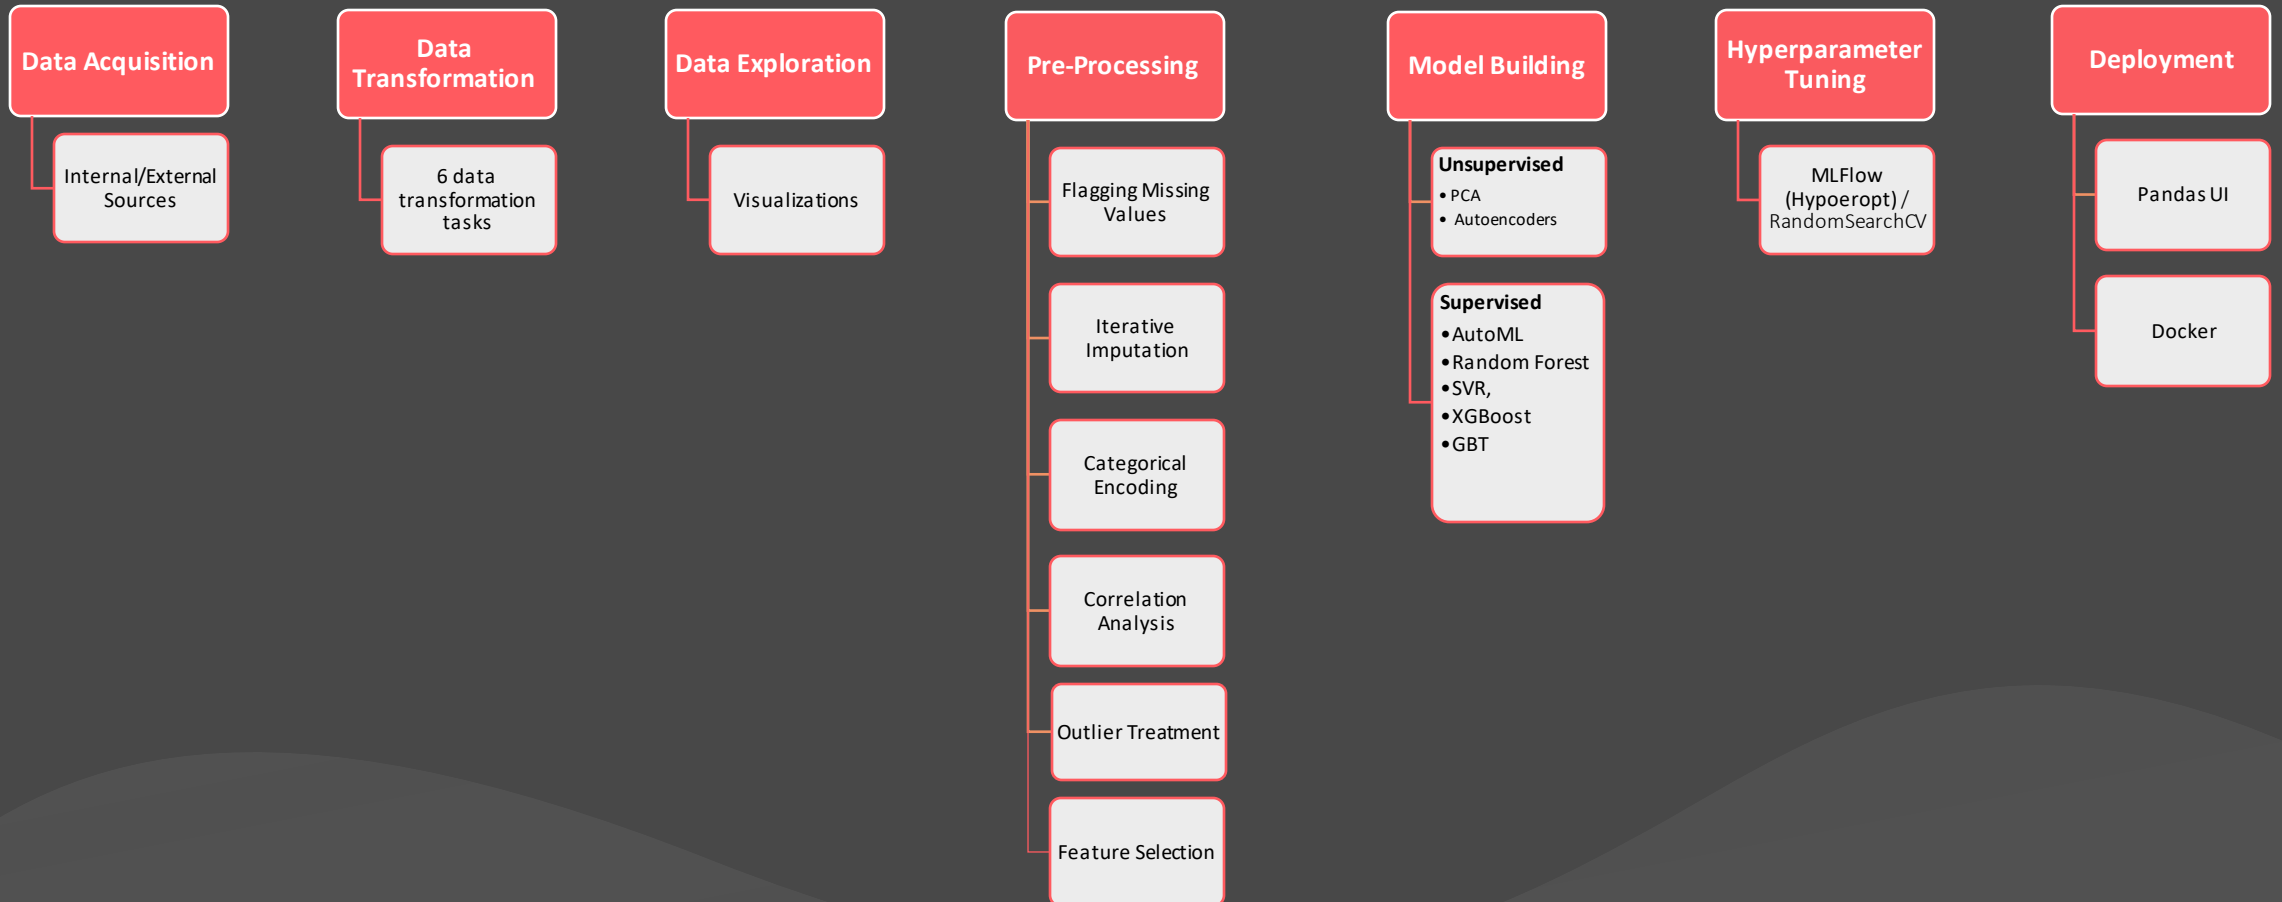 Data Acquisition
Internal/External
Sources
Data
Transformation
6 data
transformation
tasks
Data Exploration
Visualizations
Pre-Processing
Flagging Missing
Values
Iterative
Imputation
Categorical
Encoding
Correlation
Analysis
Outlier Treatment
Feature Selection
Model Building
Unsupervised
• PCA
• Autoencoders
Supervised
•AutoML
•Random Forest
•SVR,
•XGBoost
•GBT
Hyperparameter
Tuning
MLFlow
(Hypoeropt) /
RandomSearchCV
Deployment
Pandas UI
Docker